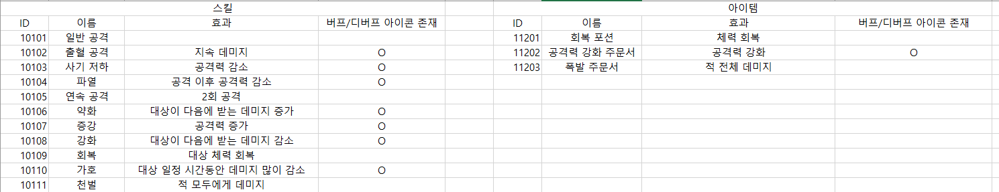 스킬 아이템
ID 이름 효과 버프/디버프 아이콘 존재 ID 이름 효과 버프/디버프 아이콘 존재
10101 일반 공격 11201 회복 포션 체력 회복
10102 출혈 공격 지속 데미지 O 11202 공격력 강화 주문서 공격력 강화 O
10103 사기 저하 공격력 감소 O 11203 폭발 주문서 적 전체 데미지
10104 파열 공격 이후 공격력 감소 O
10105 연속 공격 2회 공격
10106 약화 대상이 다음에 받는 데미지 증가 O
10107 증강 공격력 증가 O
10108 강화 대상이 다음에 받는 데미지 감소 O
10109 회복 대상 체력 회복
10110 가호 대상 일정 시간동안 데미지 많이 감소 O
10111 천벌 적 모두에게 데미지